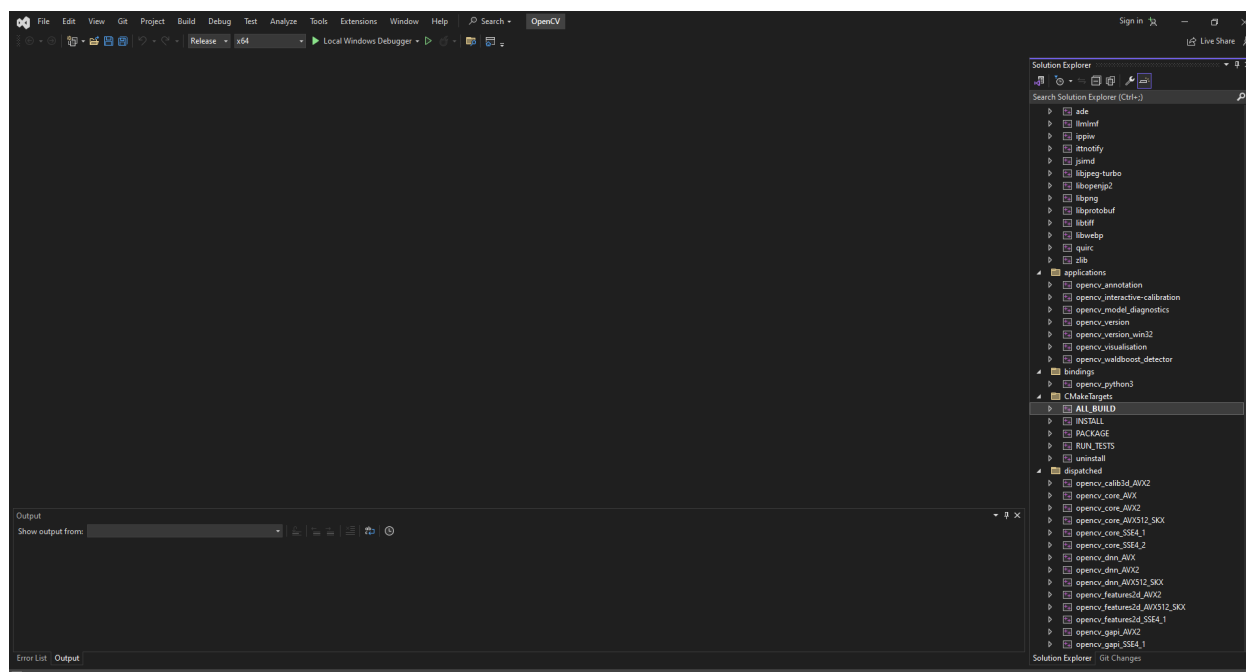 File Edit View Git Project Build Debug Test Analyze Tools Extensions Window Help Search OpenCV Sign in
Release x64 Local Windows Debugger Live Share
Solution Explorer
Search Solution Explorer (Ctrl+;)
ade
llmlmf
ippiw
ittnotify
jsimd
libjpeg-turbo
libopenjp2
libpng
libprotobuf
libtiff
libwebp
quirc
zlib
applications
opencv_annotation
opencv_interactive-calibration
opencv_model_diagnostics
opencv_version
opencv_version_win32
opencv_visualisation
opencv_waldboost_detector
bindings
opencv_python3
CMakeTargets
ALL_BUILD
INSTALL
PACKAGE
RUN_TESTS
uninstall
dispatched
opencv_calib3d_AVX2
opencv_core_AVX
opencv_core_AVX2
opencv_core_AVX512_SKX
opencv_core_SSE4_1
opencv_core_SSE4_2
opencv_dnn_AVX
opencv_dnn_AVX2
opencv_dnn_AVX512_SKX
opencv_features2d_AVX2
opencv_features2d_AVX512_SKX
opencv_features2d_SSE4_1
opencv_gapi_AVX2
opencv_gapi_SSE4_1
Solution Explorer Git Changes
Output
Show output from:
Error List Output